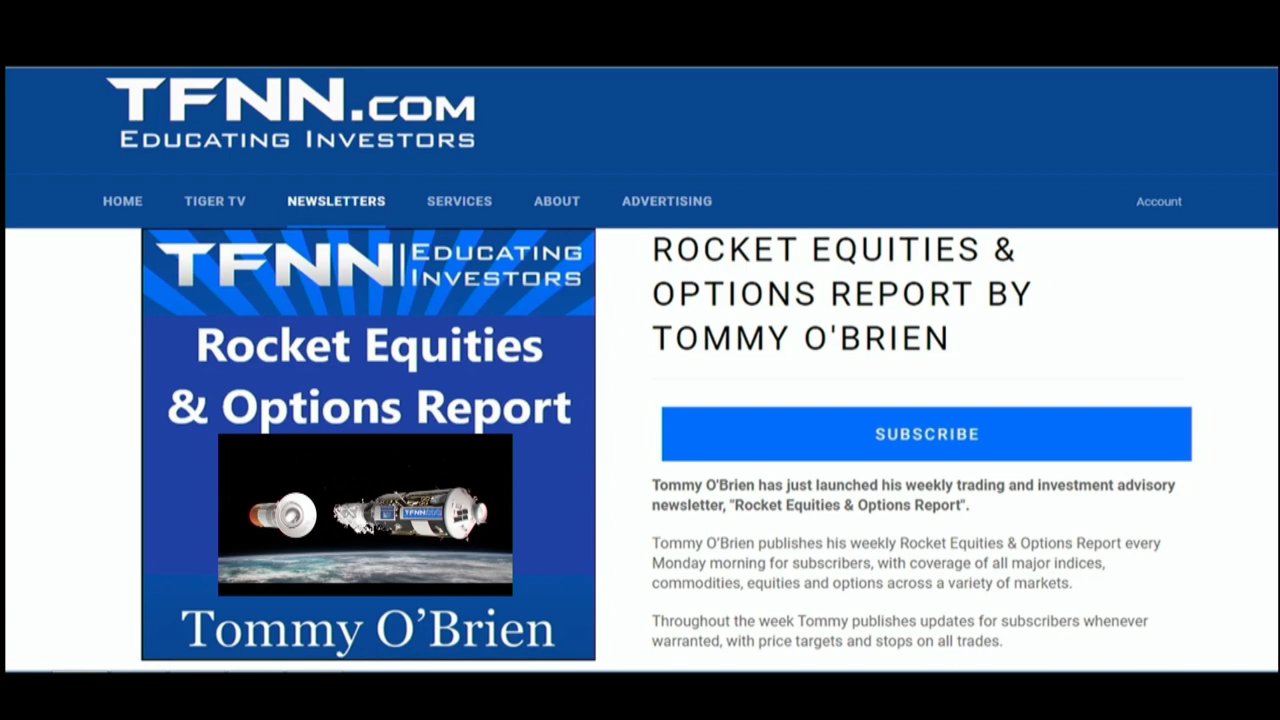 TFNN.COM
EDUCATING INVESTORS
HOME TIGER TV NEWSLETTERS SERVICES ABOUT ADVERTISING Account
TFNN EDUCATING
INVESTORS
Rocket Equities
& Options Report
TFNN
Tommy O’Brien
ROCKET EQUITIES &
OPTIONS REPORT BY
TOMMY O'BRIEN
SUBSCRIBE
Tommy O'Brien has just launched his weekly trading and investment advisory
newsletter, "Rocket Equities & Options Report".
Tommy O’Brien publishes his weekly Rocket Equities & Options Report every
Monday morning for subscribers, with coverage of all major indices,
commodities, equities and options across a variety of markets.
Throughout the week Tommy publishes updates for subscribers whenever
warranted, with price targets and stops on all trades.